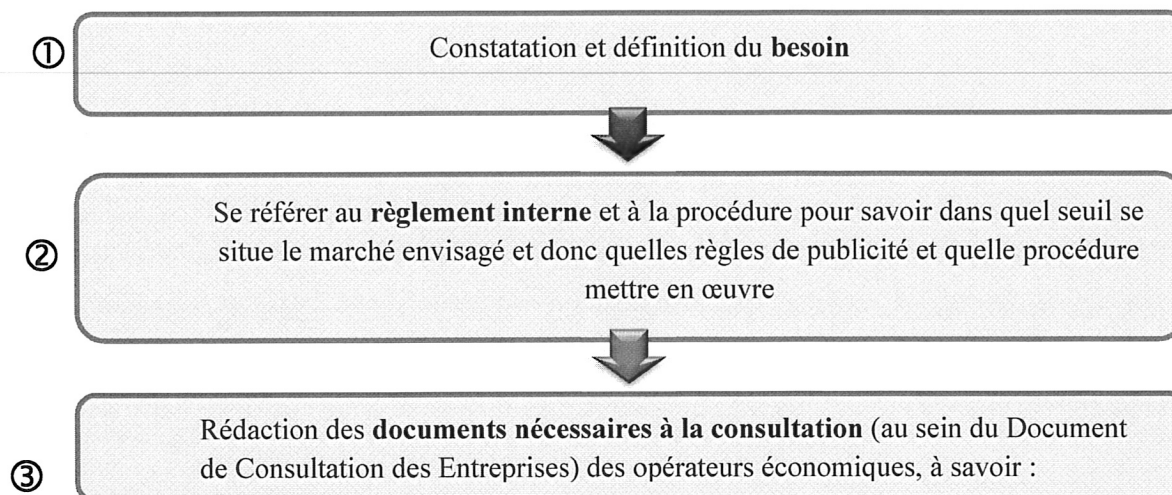 ① Constatation et définition du besoin
Se référer au règlement interne et à la procédure pour savoir dans quel seuil se
② situe le marché envisagé et donc quelles règles de publicité et quelle procédure
mettre en œuvre
Rédaction des documents nécessaires à la consultation (au sein du Document
③ de Consultation des Entreprises) des opérateurs économiques, à savoir :